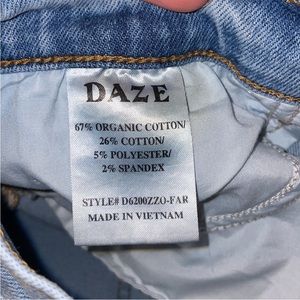 DAZE
67% ORGANIC COTTON/
26% COTTON/
5% POLYESTER/
2% SPANDEX
STYLE# D6200ZZO-FAR
MADE IN VIETNAM